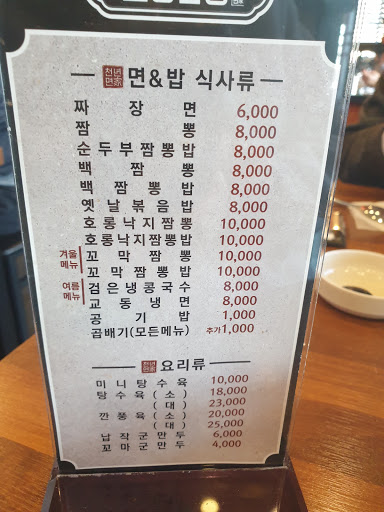 천년면家 면&밥 식사류
짜장면 6,000
짬뽕 8,000
순두부짬뽕밥 8,000
백짬뽕 8,000
백짬뽕밥 8,000
옛날볶음밥 8,000
호롱낙지짬뽕 10,000
호롱낙지짬뽕밥 10,000
겨울메뉴 꼬막짬뽕 10,000
꼬막짬뽕밥 10,000
여름메뉴 검은냉콩국수 8,000
교동냉면 8,000
공기밥 1,000
곱배기(모든메뉴) 추가1,000
요리류
미니탕수육 10,000
탕수육(소) 18,000
(대) 23,000
깐풍육(소) 20,000
(대) 25,000
납작군만두 6,000
꼬마군만두 4,000